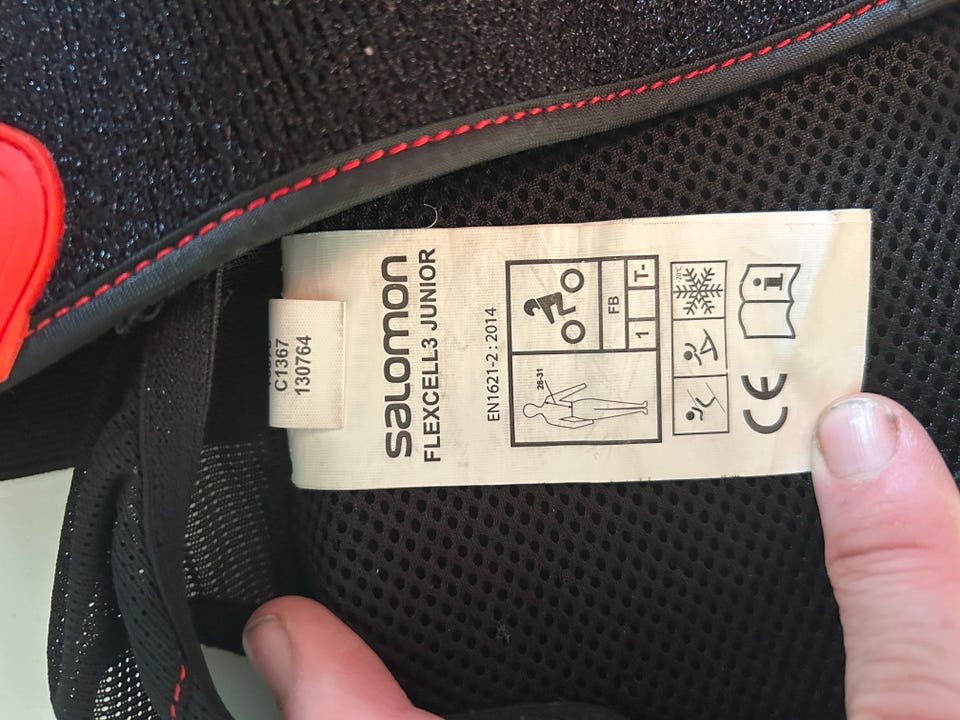 C1367
130764
salomon
FLEXCELL3 JUNIOR
EN1621-2 : 2014
28-31
FB
1
T-
-20°C
i
CE